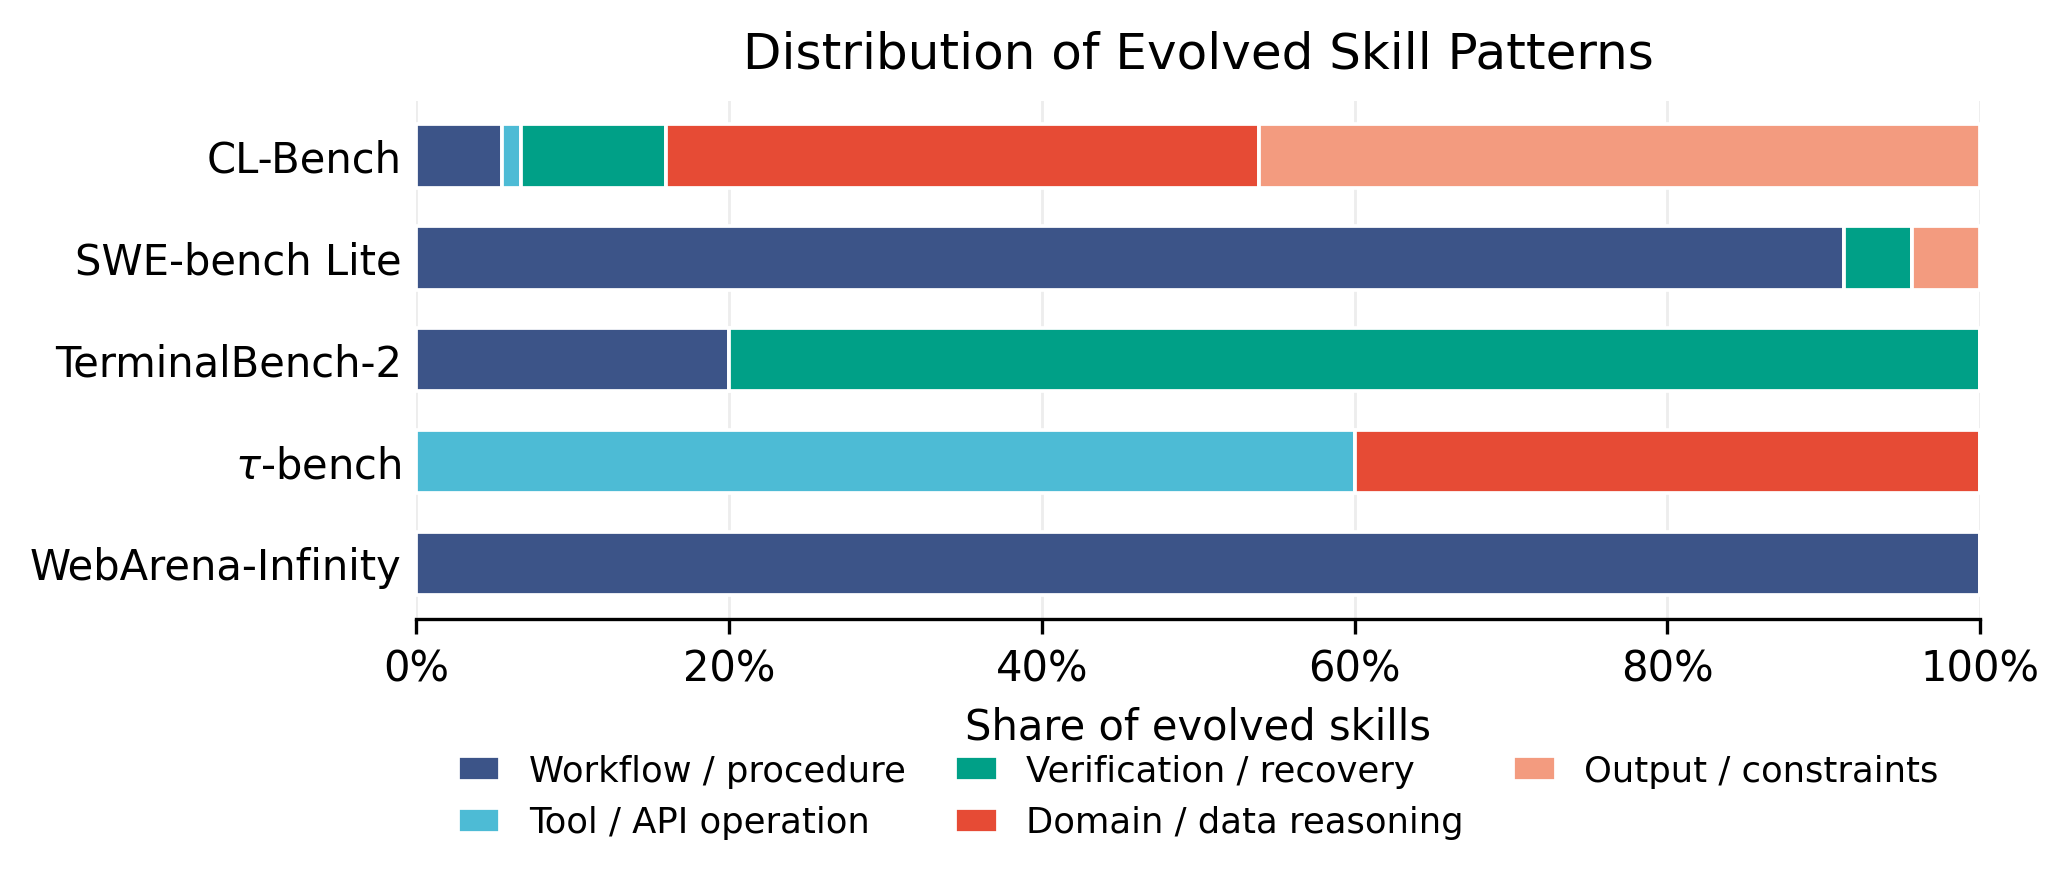 Distribution of Evolved Skill Patterns
CL-Bench
SWE-bench Lite
TerminalBench-2
τ-bench
WebArena-Infinity
0% 20% 40% 60% 80% 100%
Share of evolved skills
Workflow / procedure Verification / recovery Output / constraints
Tool / API operation Domain / data reasoning